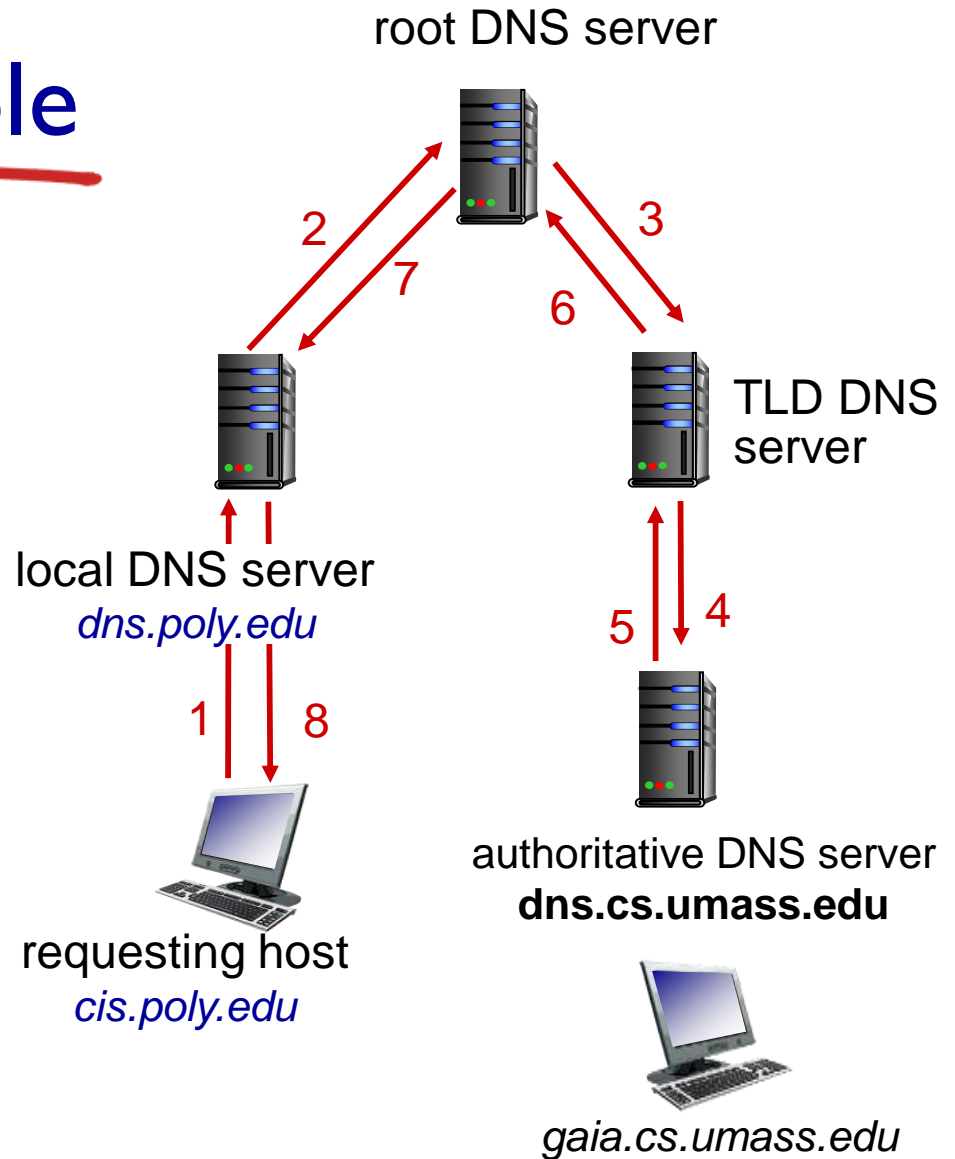 root DNS server
le
2
3
7
6
TLD DNS
server
local DNS server
dns.poly.edu
5
4
1
8
authoritative DNS server
dns.cs.umass.edu
requesting host
cis.poly.edu
gaia.cs.umass.edu